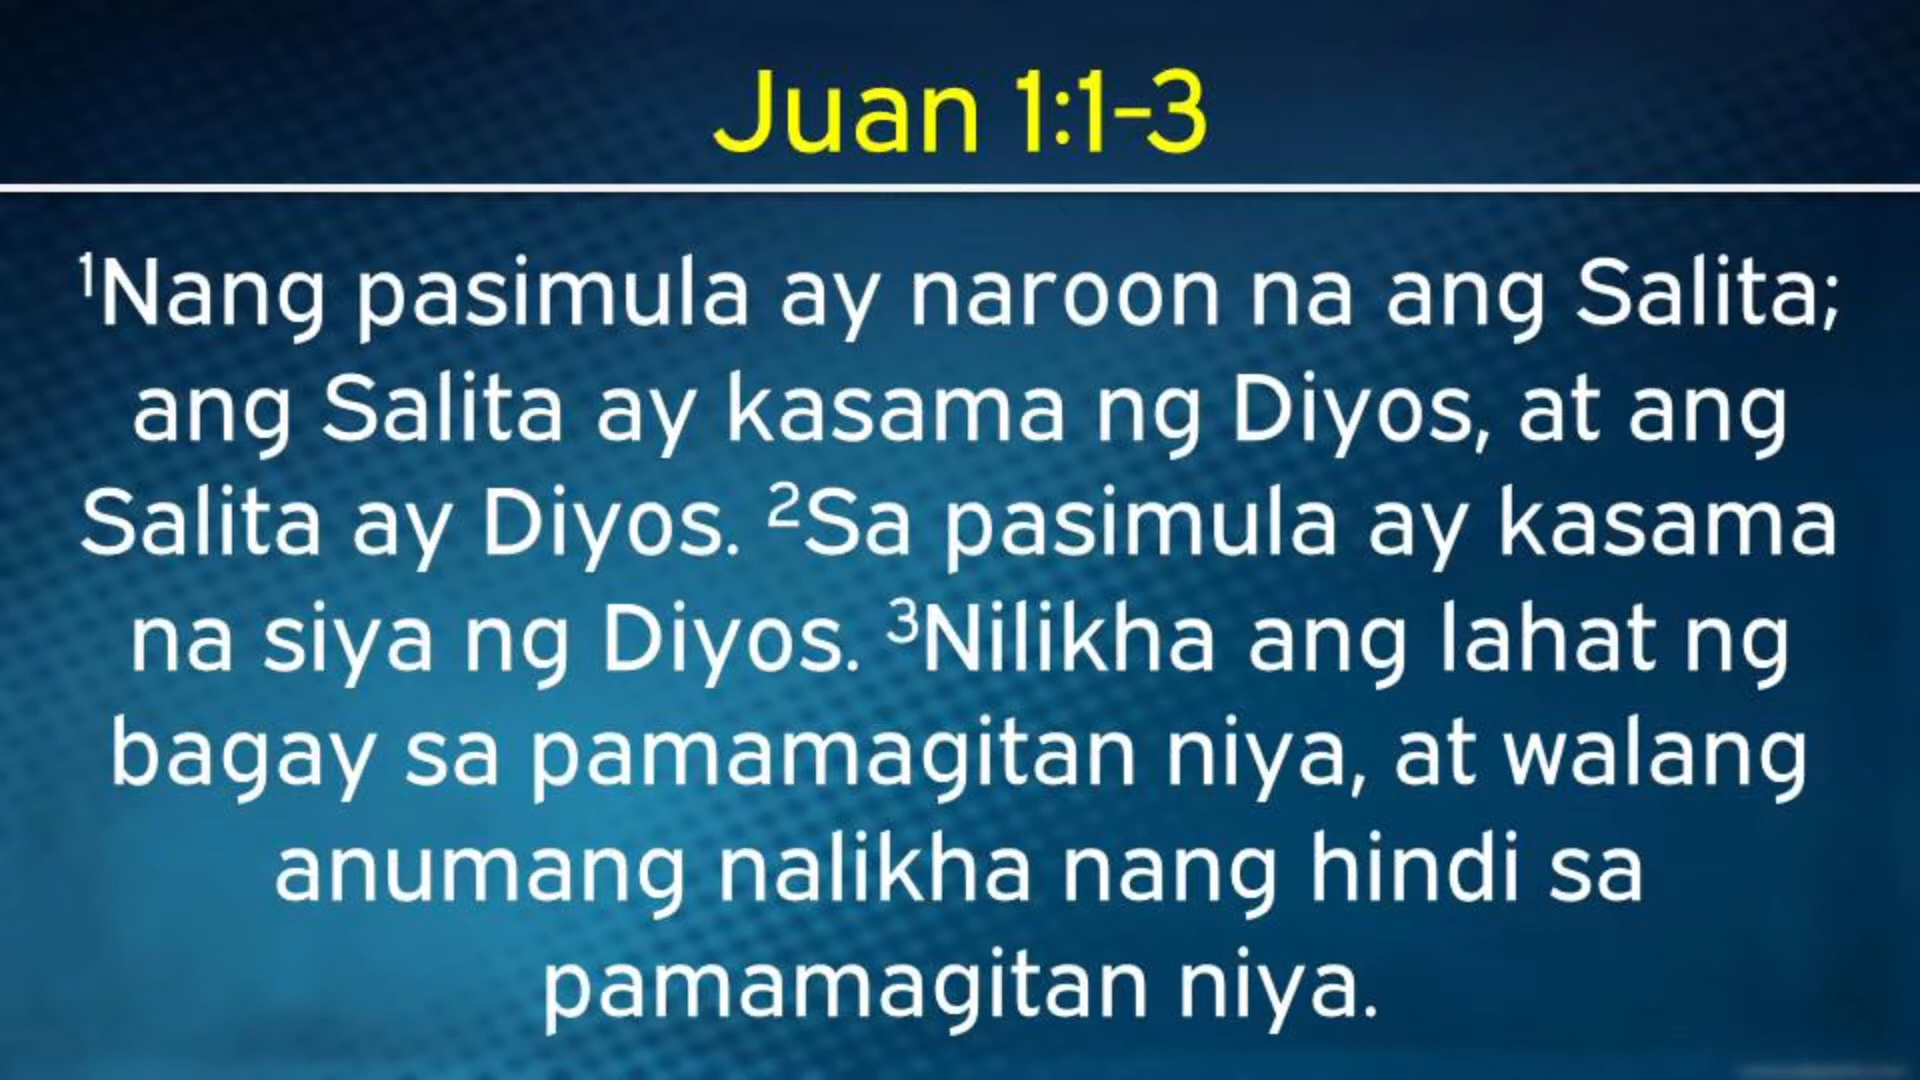 Juan 1:1-3
¹Nang pasimula ay naroon na ang Salita;
ang Salita ay kasama ng Diyos, at ang
Salita ay Diyos. ²Sa pasimula ay kasama
na siya ng Diyos. ³Nilikha ang lahat ng
bagay sa pamamagitan niya, at walang
anumang nalikha nang hindi sa
pamamagitan niya.